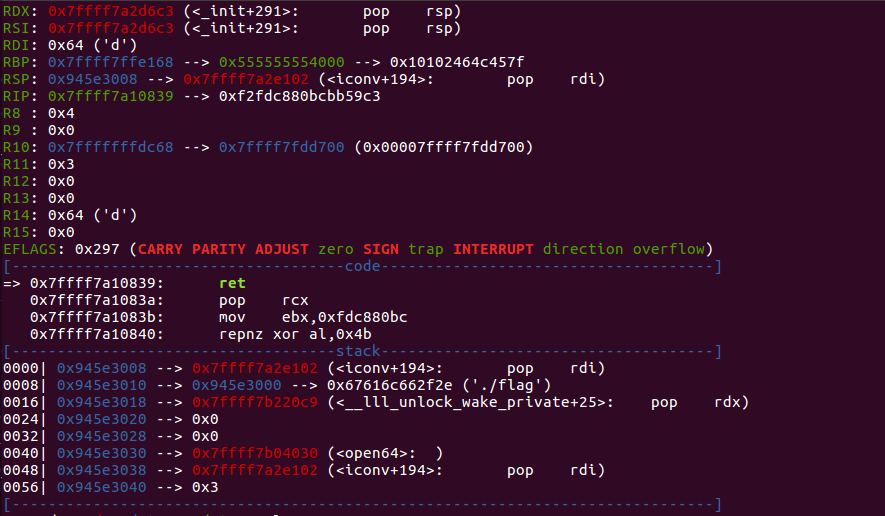 RDX: 0x7ffff7a2d6c3 (<_init+291>:	pop    rsp)
RSI: 0x7ffff7a2d6c3 (<_init+291>:	pop    rsp)
RDI: 0x64 ('d')
RBP: 0x7ffff7ffe168 --> 0x555555554000 --> 0x10102464c457f
RSP: 0x945e3008 --> 0x7ffff7a2e102 (<iconv+194>:	pop    rdi)
RIP: 0x7ffff7a10839 --> 0xf2fdc880bcbb59c3
R8 : 0x4
R9 : 0x0
R10: 0x7fffffffdc68 --> 0x7ffff7fdd700 (0x00007ffff7fdd700)
R11: 0x3
R12: 0x0
R13: 0x0
R14: 0x64 ('d')
R15: 0x0
EFLAGS: 0x297 (CARRY PARITY ADJUST zero SIGN trap INTERRUPT direction overflow)
[-------------------------------------code-------------------------------------]
=> 0x7ffff7a10839:	ret
   0x7ffff7a1083a:	pop    rcx
   0x7ffff7a1083b:	mov    ebx,0xfdc880bc
   0x7ffff7a10840:	repnz xor al,0x4b
[------------------------------------stack-------------------------------------]
0000| 0x945e3008 --> 0x7ffff7a2e102 (<iconv+194>:	pop    rdi)
0008| 0x945e3010 --> 0x945e3000 --> 0x67616c662f2e ('./flag')
0016| 0x945e3018 --> 0x7ffff7b220c9 (<__lll_unlock_wake_private+25>:	pop    rdx)
0024| 0x945e3020 --> 0x0
0032| 0x945e3028 --> 0x0
0040| 0x945e3030 --> 0x7ffff7b04030 (<open64>:	)
0048| 0x945e3038 --> 0x7ffff7a2e102 (<iconv+194>:	pop    rdi)
0056| 0x945e3040 --> 0x3
[------------------------------------------------------------------------------]